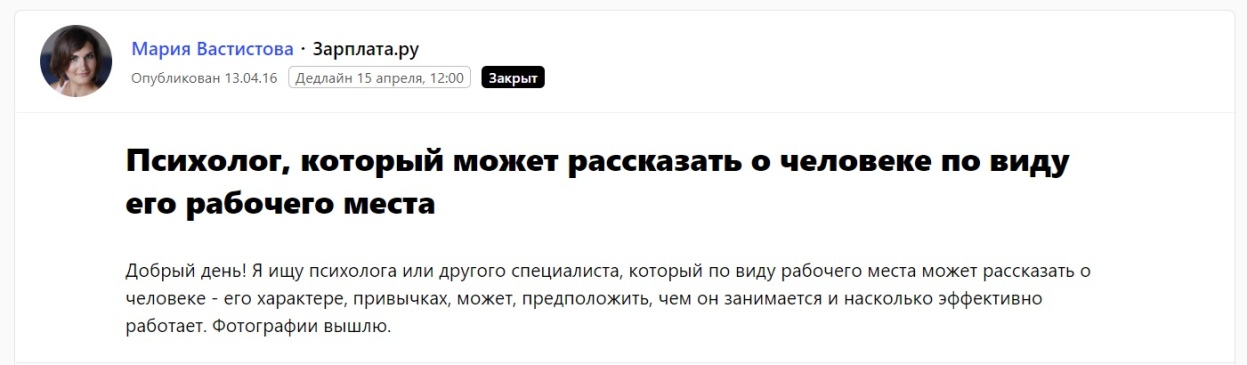 Мария Вастистова · Зарплата.ру
Опубликован 13.04.16 Дедлайн 15 апреля, 12:00 Закрыт
Психолог, который может рассказать о человеке по виду
его рабочего места
Добрый день! Я ищу психолога или другого специалиста, который по виду рабочего места может рассказать о
человеке - его характере, привычках, может, предположить, чем он занимается и насколько эффективно
работает. Фотографии вышлю.